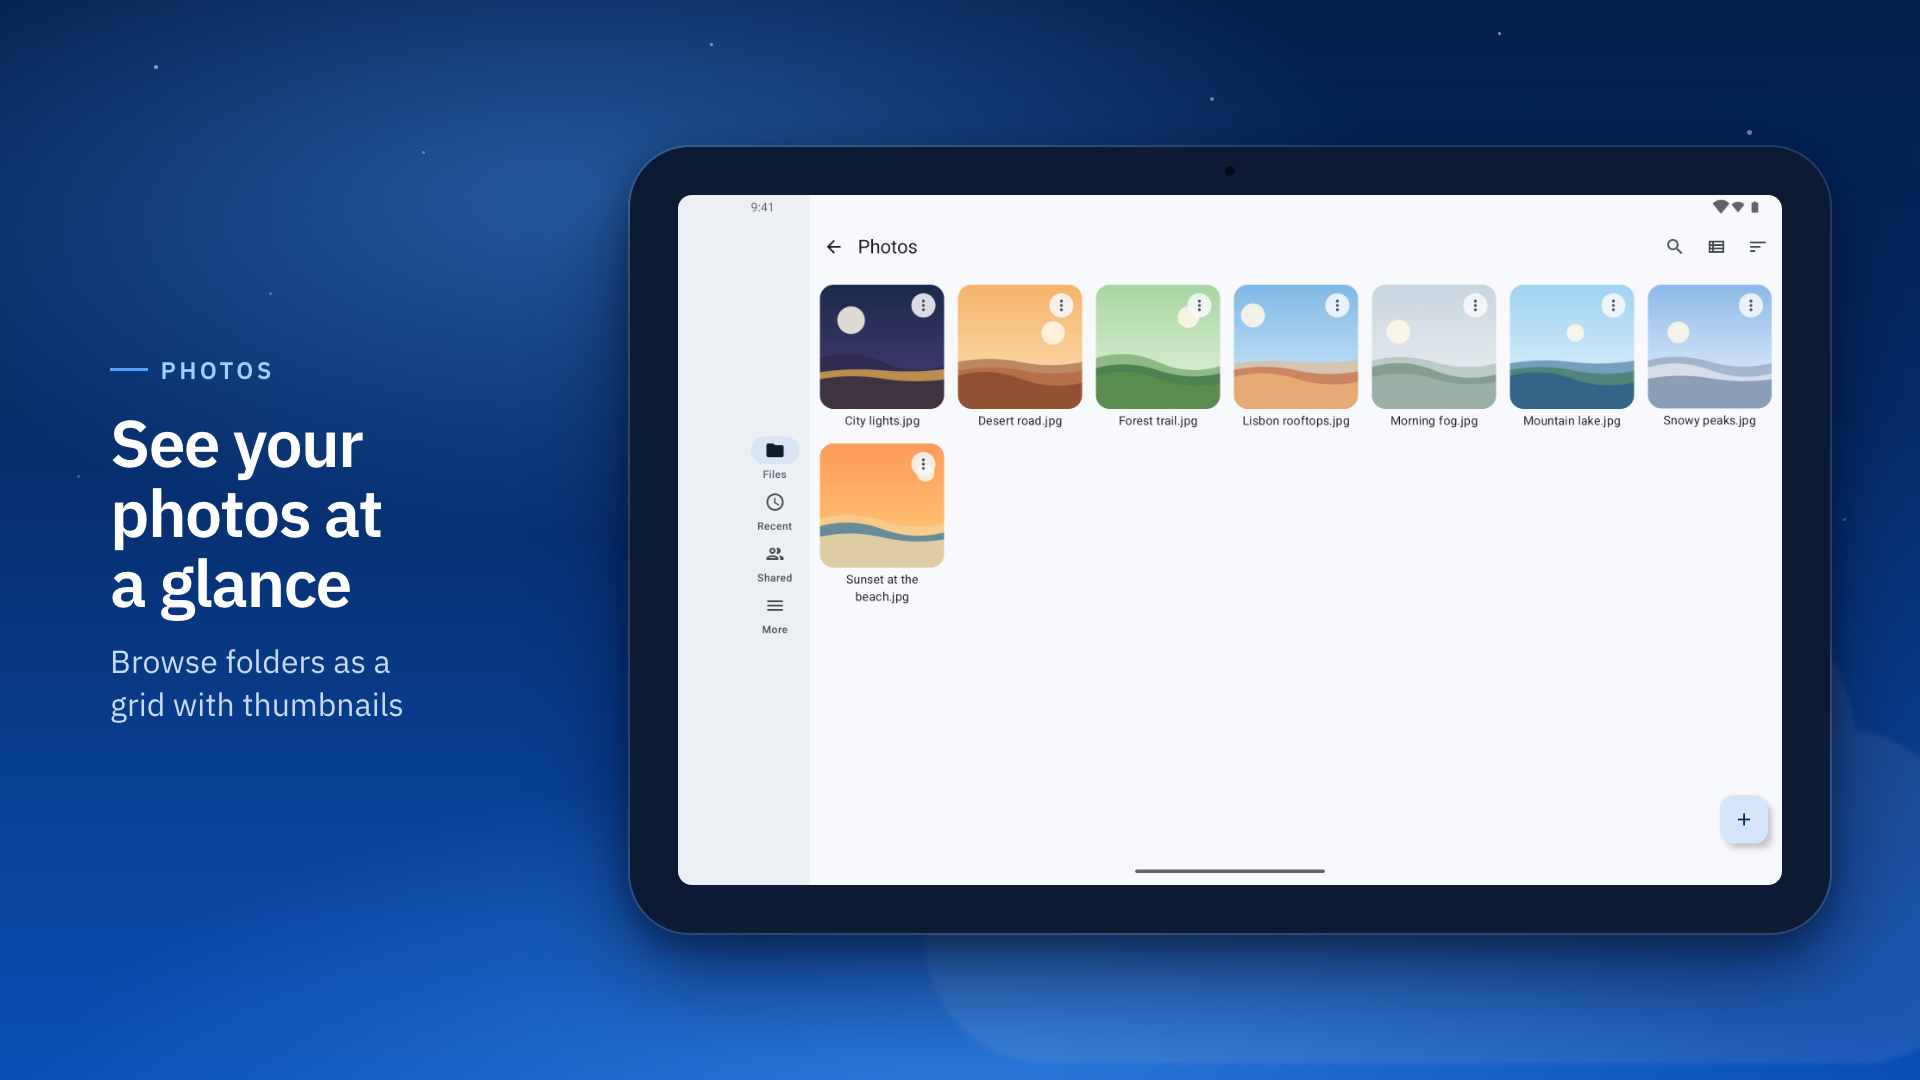 PHOTOS
See your
photos at
a glance
Browse folders as a
grid with thumbnails
9:41
Photos
City lights.jpg
Desert road.jpg
Forest trail.jpg
Lisbon rooftops.jpg
Morning fog.jpg
Mountain lake.jpg
Snowy peaks.jpg
Sunset at the
beach.jpg
Files
Recent
Shared
More